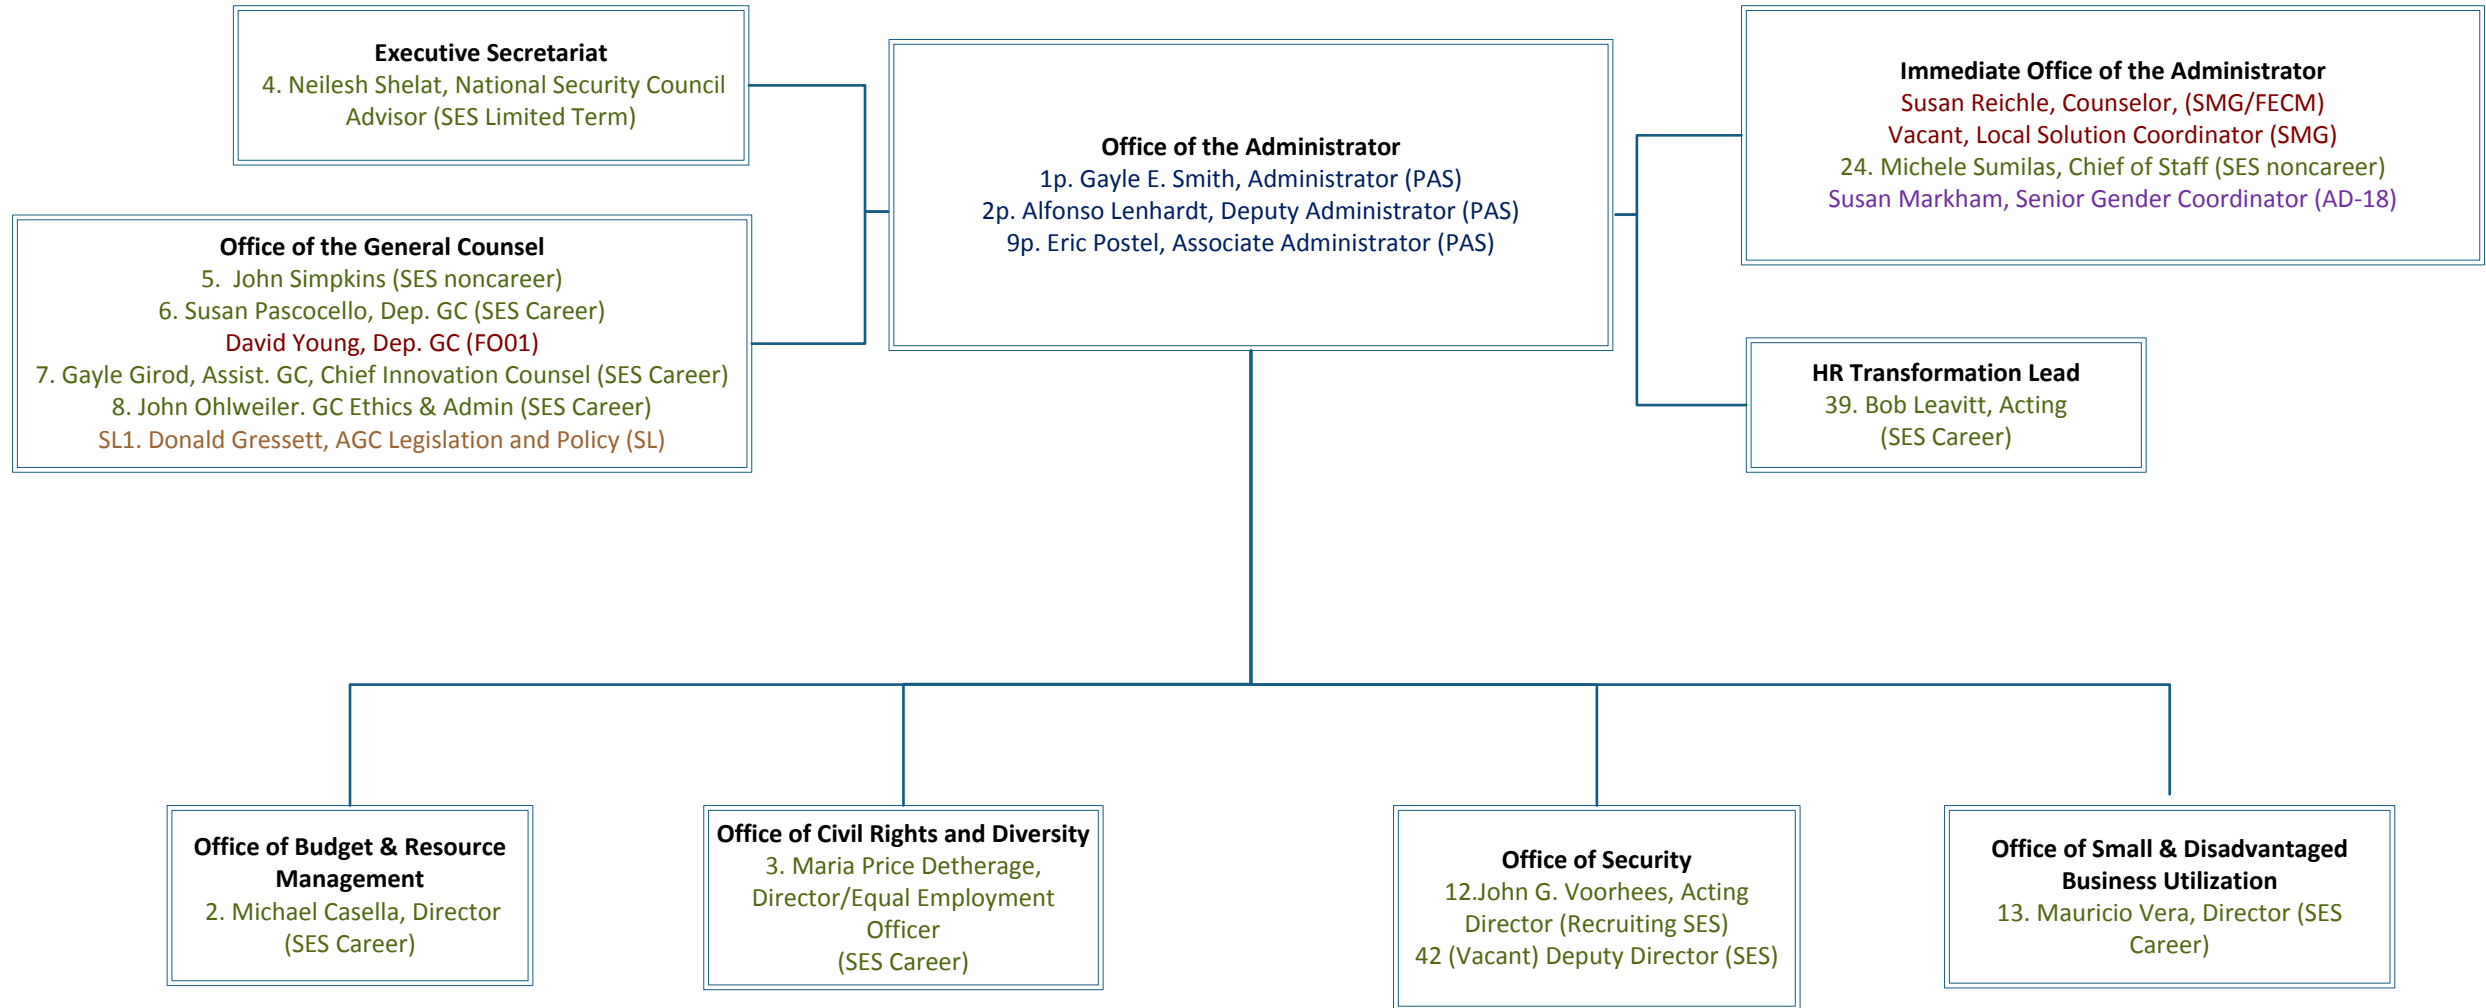 Executive Secretariat
4. Neilesh Shelat, National Security Council
Advisor (SES Limited Term)
Office of the General Counsel
5.  John Simpkins (SES noncareer)
6. Susan Pascocello, Dep. GC (SES Career)
David Young, Dep. GC (FO01)
7. Gayle Girod, Assist. GC, Chief Innovation Counsel (SES Career)
8. John Ohlweiler. GC Ethics & Admin (SES Career)
SL1. Donald Gressett, AGC Legislation and Policy (SL)
Office of the Administrator
1p. Gayle E. Smith, Administrator (PAS)
2p. Alfonso Lenhardt, Deputy Administrator (PAS)
9p. Eric Postel, Associate Administrator (PAS)
Immediate Office of the Administrator
Susan Reichle, Counselor, (SMG/FECM)
Vacant, Local Solution Coordinator (SMG)
24. Michele Sumilas, Chief of Staff (SES noncareer)
Susan Markham, Senior Gender Coordinator (AD-18)
HR Transformation Lead
39. Bob Leavitt, Acting
(SES Career)
Office of Budget & Resource
Management
2. Michael Casella, Director
(SES Career)
Office of Civil Rights and Diversity
3. Maria Price Detherage,
Director/Equal Employment
Officer
(SES Career)
Office of Security
12.John G. Voorhees, Acting
Director (Recruiting SES)
42 (Vacant) Deputy Director (SES)
Office of Small & Disadvantaged
Business Utilization
13. Mauricio Vera, Director (SES
Career)